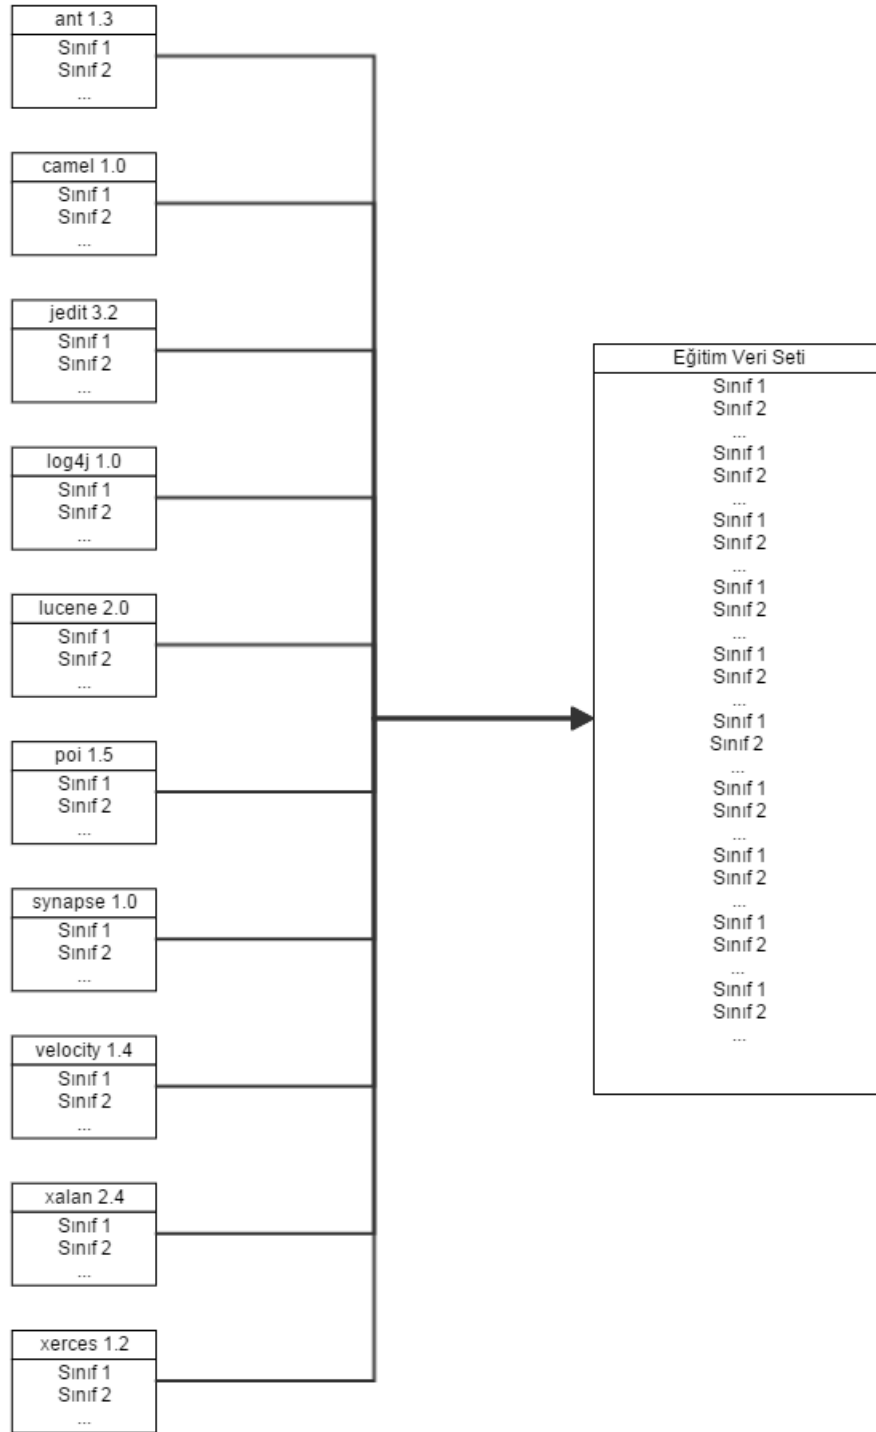 ant 1.3
Sınıf 1
Sınıf 2
...
camel 1.0
Sınıf 1
Sınıf 2
...
jedit 3.2
Sınıf 1
Sınıf 2
...
log4j 1.0
Sınıf 1
Sınıf 2
...
lucene 2.0
Sınıf 1
Sınıf 2
...
poi 1.5
Sınıf 1
Sınıf 2
...
synapse 1.0
Sınıf 1
Sınıf 2
...
velocity 1.4
Sınıf 1
Sınıf 2
...
xalan 2.4
Sınıf 1
Sınıf 2
...
xerces 1.2
Sınıf 1
Sınıf 2
...
Eğitim Veri Seti
Sınıf 1
Sınıf 2
...
Sınıf 1
Sınıf 2
...
Sınıf 1
Sınıf 2
...
Sınıf 1
Sınıf 2
...
Sınıf 1
Sınıf 2
...
Sınıf 1
Sınıf 2
...
Sınıf 1
Sınıf 2
...
Sınıf 1
Sınıf 2
...
Sınıf 1
Sınıf 2
...
Sınıf 1
Sınıf 2
...